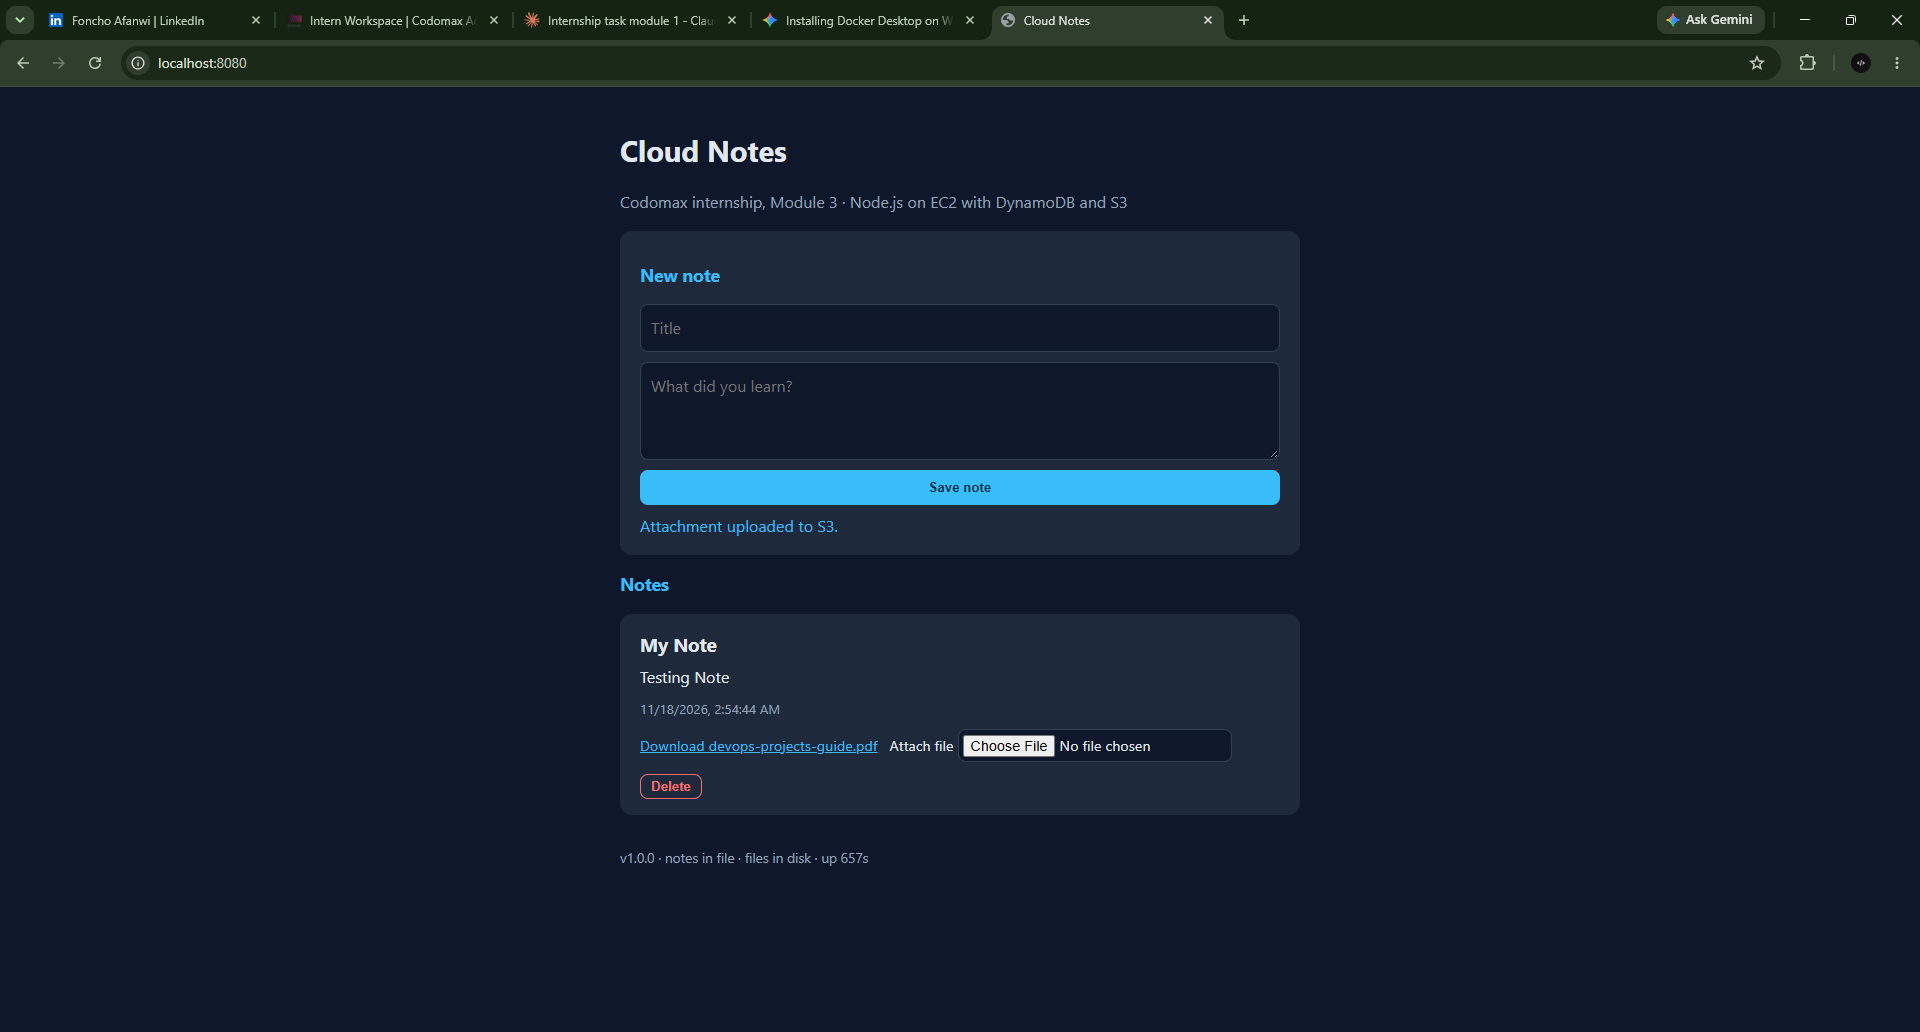 Foncho Afanwi | LinkedIn
Intern Workspace | Codomax Ac
Internship task module 1 - Clau
Installing Docker Desktop on W
Cloud Notes
Ask Gemini
localhost:8080
Cloud Notes
Codomax internship, Module 3 · Node.js on EC2 with DynamoDB and S3
New note
Title
What did you learn?
Save note
Attachment uploaded to S3.
Notes
My Note
Testing Note
11/18/2026, 2:54:44 AM
Download devops-projects-guide.pdf Attach file Choose File No file chosen
Delete
v1.0.0 · notes in file · files in disk · up 657s